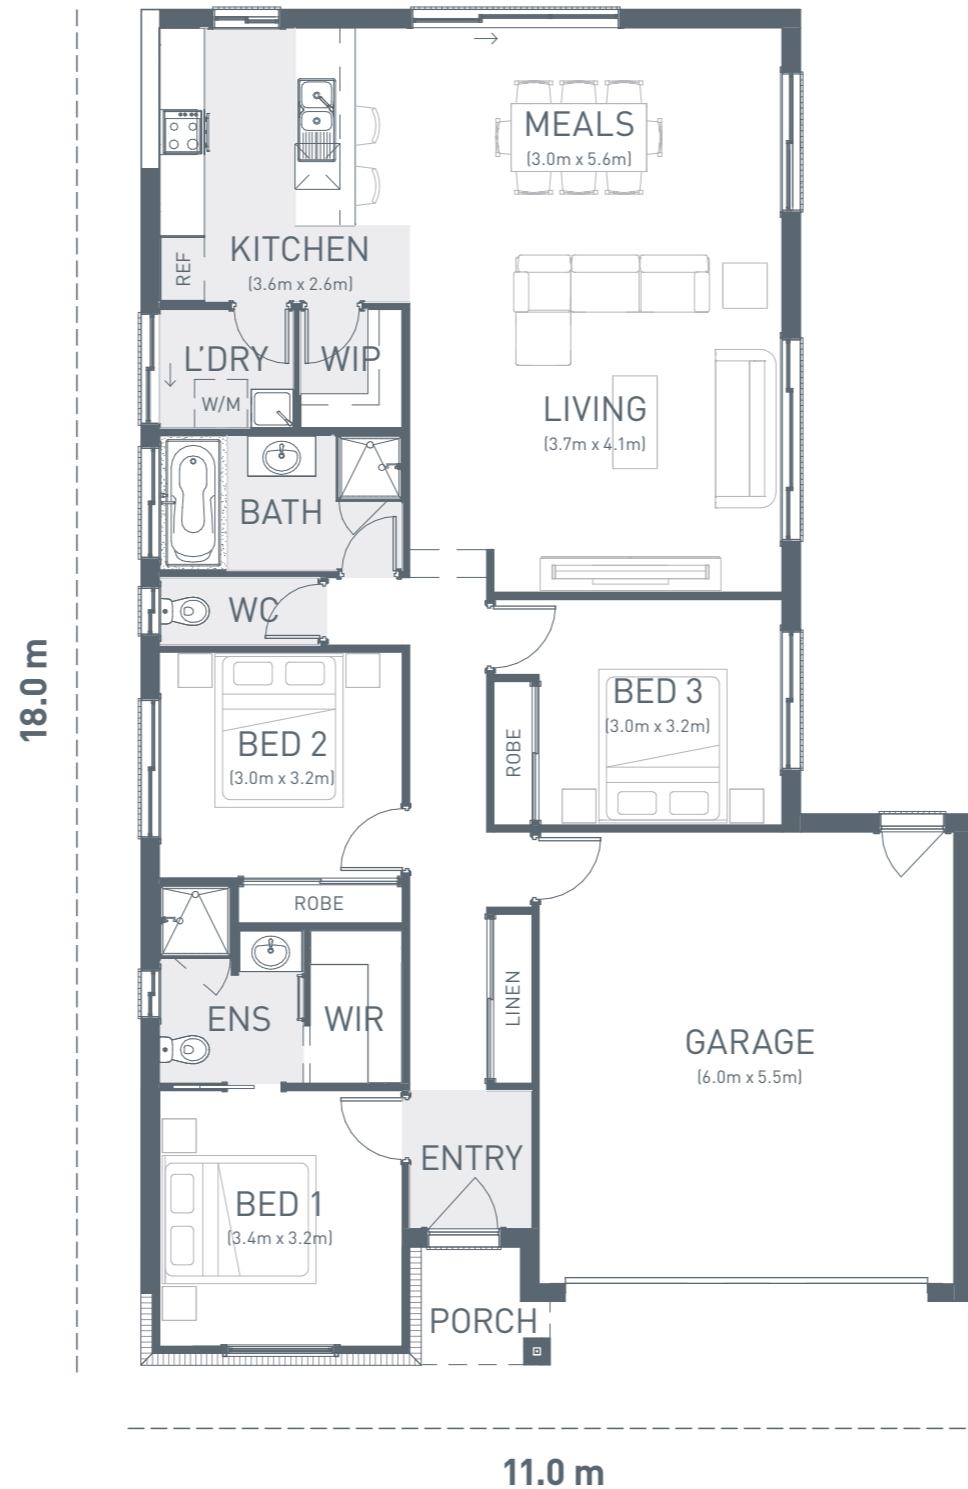 MEALS
(3.0m x 5.6m)
KITCHEN
(3.6m x 2.6m)
REF
L'DRY
WIP
W/M
LIVING
(3.7m x 4.1m)
BATH
WC
BED 3
(3.0m x 3.2m)
ROBE
BED 2
(3.0m x 3.2m)
ROBE
18.0 m
LINEN
ENS
WIR
GARAGE
(6.0m x 5.5m)
ENTRY
BED 1
(3.4m x 3.2m)
PORCH
11.0 m